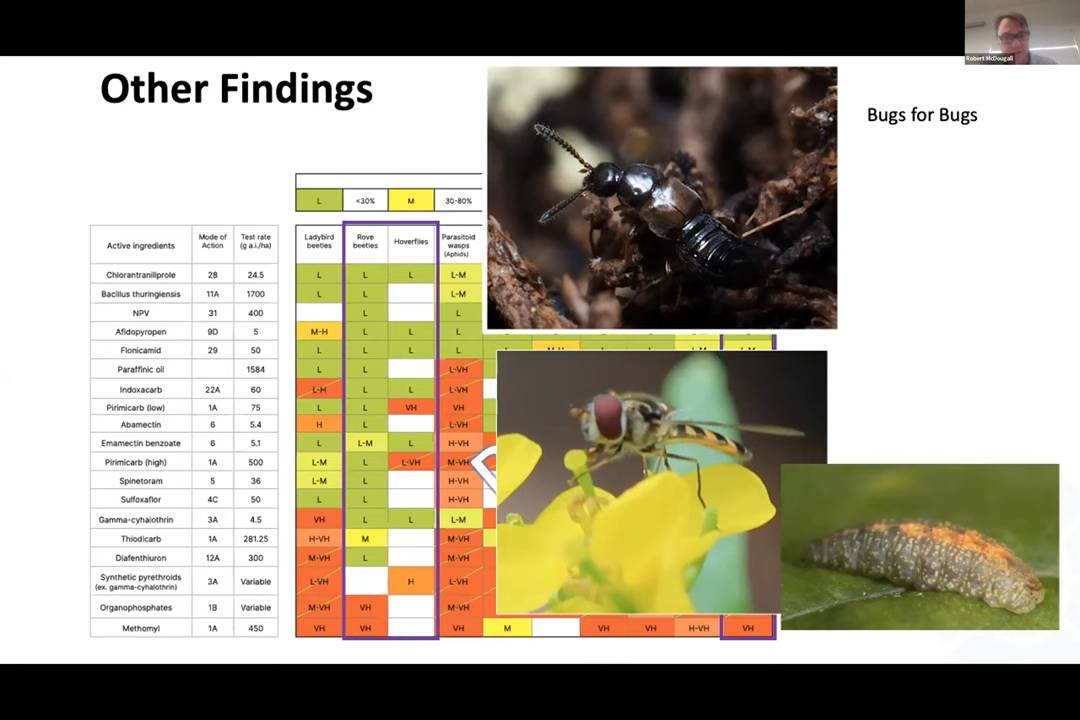 Robert McDougall
Other Findings
Bugs for Bugs
L <30% M 30-80%
Active ingredients Mode of Action Test rate (g a.i./ha) Ladybird beetles Rove beetles Hoverflies Parasitoid wasps (Aphids)
Chlorantraniliprole 28 24.5 L L L L-M
Bacillus thuringiensis 11A 1700 L L L-M
NPV 31 400 L L
Afidopyropen 9D 5 M-H L L L
Flonicamid 29 50 L L L L
Paraffinic oil 1584 L L L-VH
Indoxacarb 22A 60 L-H L L L-VH
Pirimicarb (low) 1A 75 L L VH VH
Abamectin 6 5.4 H L L-VH
Emamectin benzoate 6 5.1 L L-M L H-VH
Pirimicarb (high) 1A 500 L-M L L-VH M-VH
Spinetoram 5 36 L-M L H-VH
Sulfoxaflor 4C 50 L L H-VH
Gamma-cyhalothrin 3A 4.5 VH L L L-M
Thiodicarb 1A 281.25 H-VH M M-VH
Diafenthiuron 12A 300 M-VH L M-VH
Synthetic pyrethroids (ex. gamma-cyhalothrin) 3A Variable L-VH H L-VH
Organophosphates 1B Variable M-VH VH M-VH
Methomyl 1A 450 VH VH VH M VH VH H-VH VH